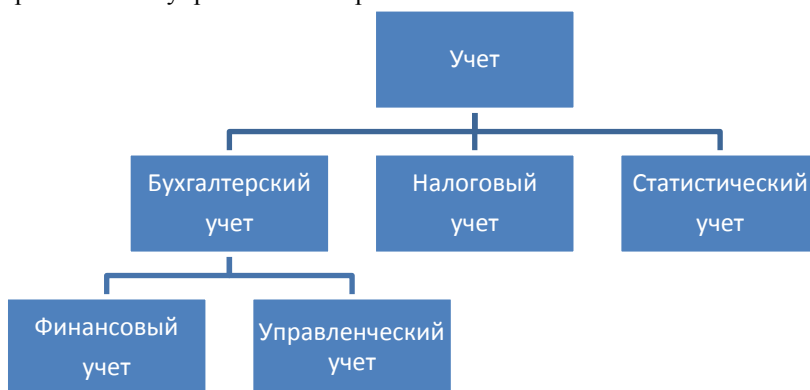 Учет
Бухгалтерский
учет
Налоговый
учет
Статистический
учет
Финансовый
учет
Управленческий
учет